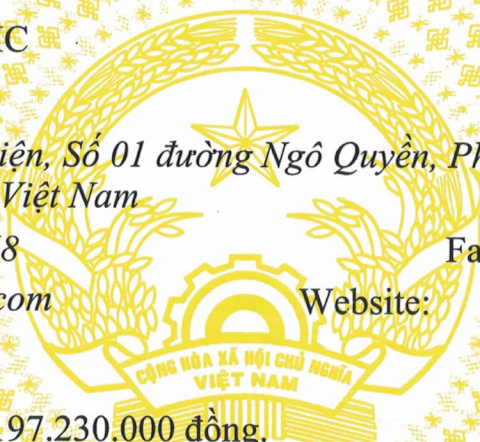 C
iện, Số 01 đường Ngô Quyền, Ph
Việt Nam
8 Fa
com Website:
CỘNG HÒA XÃ HỘI CHỦ NGHĨA
VIỆT NAM
97.230.000 đồng.